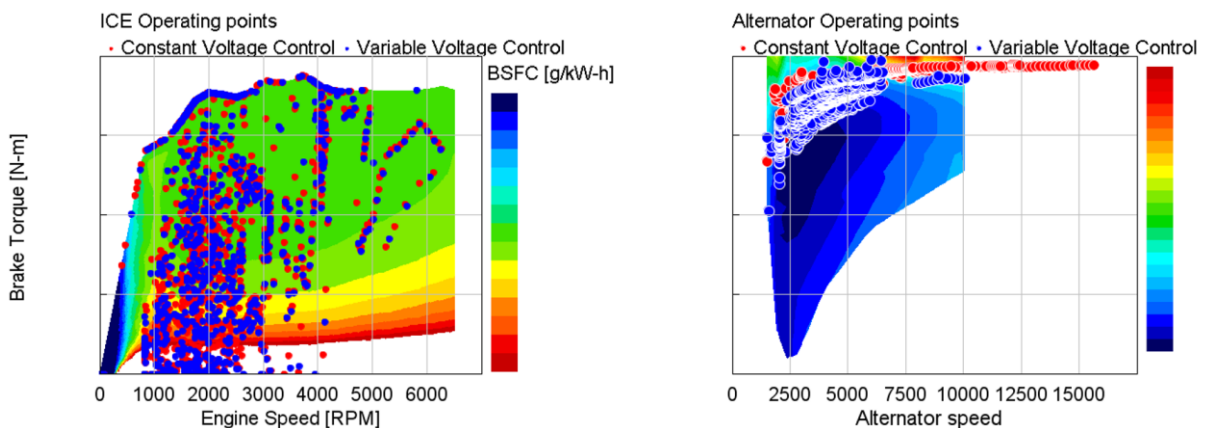 ICE Operating points
• Constant Voltage Control • Variable Voltage Control
BSFC [g/kW-h]
Brake Torque [N-m]
0 1000 2000 3000 4000 5000 6000
Engine Speed [RPM]
Alternator Operating points
• Constant Voltage Control • Variable Voltage Control
0 2500 5000 7500 10000 12500 15000
Alternator speed